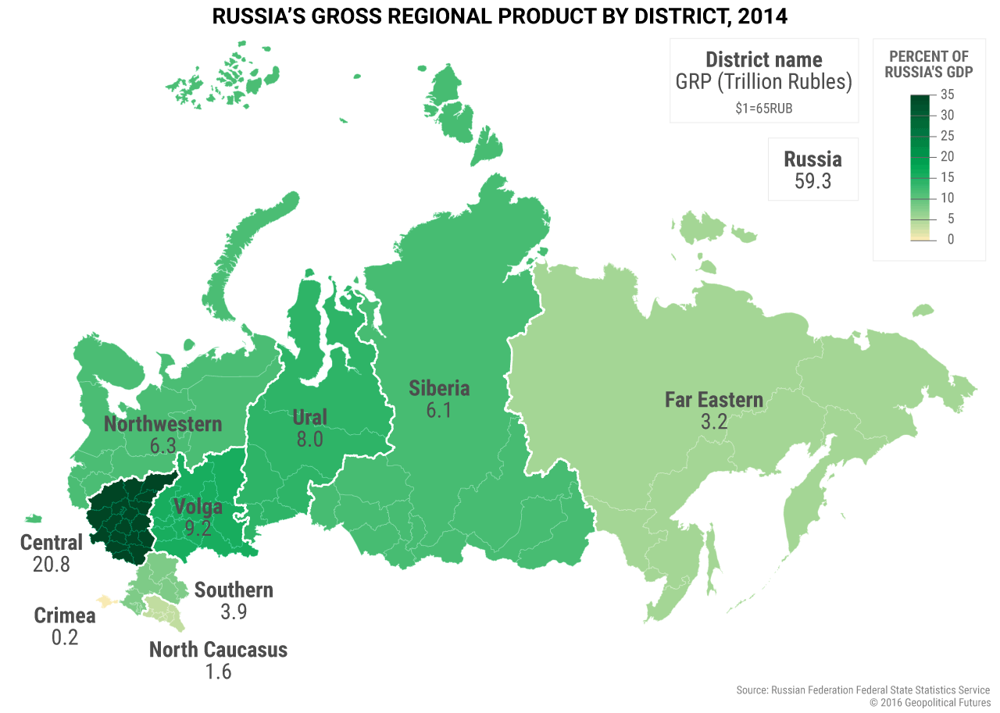 RUSSIA'S GROSS REGIONAL PRODUCT BY DISTRICT, 2014
District name
GRP (Trillion Rubles)
$1=65RUB
PERCENT OF
RUSSIA'S GDP
35
30
25
20
15
10
5
0
Russia
59.3
Siberia
6.1
Far Eastern
3.2
Ural
8.0
Northwestern
6.3
Volga
9.2
Central
20.8
Southern
3.9
Crimea
0.2
North Caucasus
1.6
Source: Russian Federation Federal State Statistics Service
© 2016 Geopolitical Futures